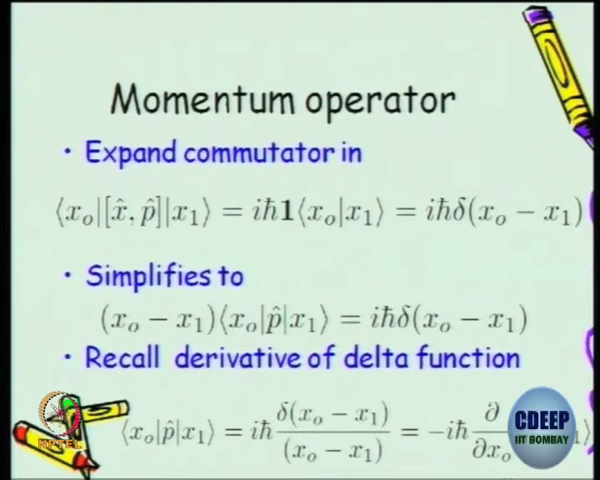 Momentum operator
• Expand commutator in
⟨x_o|[x̂, p̂]|x_1⟩ = iℏ𝟏⟨x_o|x_1⟩ = iℏδ(x_o − x_1)
• Simplifies to
(x_o − x_1)⟨x_o|p̂|x_1⟩ = iℏδ(x_o − x_1)
• Recall derivative of delta function
⟨x_o|p̂|x_1⟩ = iℏ δ(x_o − x_1)/(x_o − x_1) = −iℏ ∂/∂x_o
NPTEL
CDEEP
IIT BOMBAY